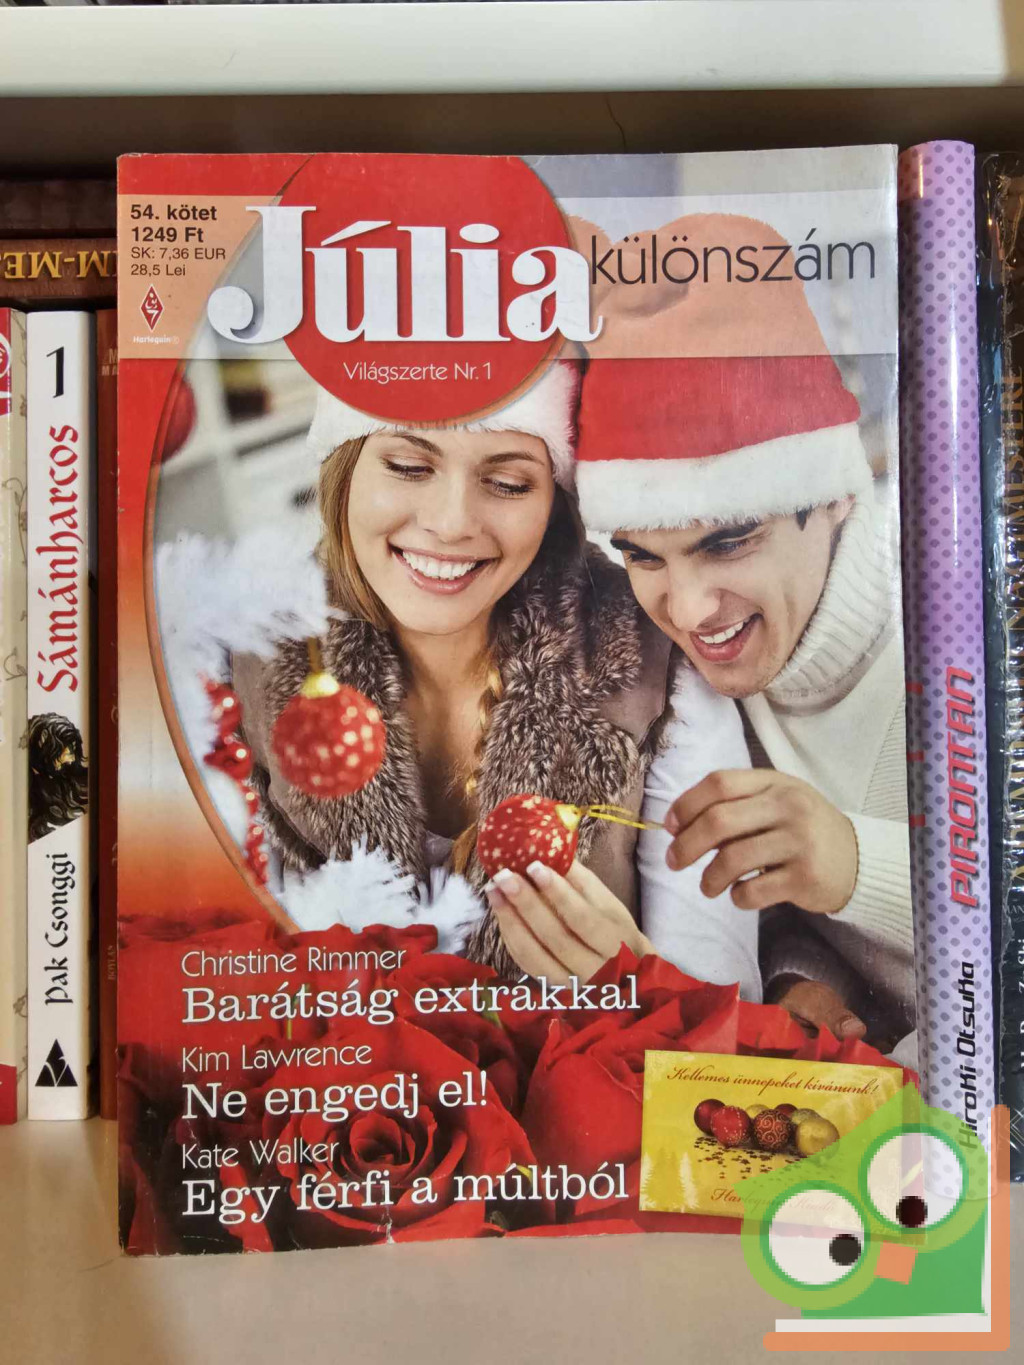 54. kötet
1249 Ft
SK: 7,36 EUR
28,5 Lei
Harlequin
Júlia
különszám
Világszerte Nr. 1
Christine Rimmer
Barátság extrákkal
Kim Lawrence
Ne engedj el!
Kate Walker
Egy férfi a múltból
Kellemes ünnepeket kívánunk!
1
Sámánharcos
Pak Csonggi
PIRONTAN
Hiroki Otsuka